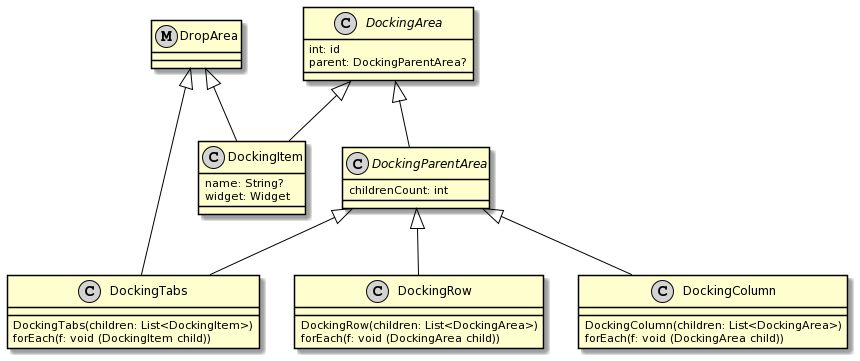 M DropArea
C DockingArea
int: id
parent: DockingParentArea?
C DockingItem
name: String?
widget: Widget
C DockingParentArea
childrenCount: int
C DockingTabs
DockingTabs(children: List<DockingItem>)
forEach(f: void (DockingItem child))
C DockingRow
DockingRow(children: List<DockingArea>)
forEach(f: void (DockingArea child))
C DockingColumn
DockingColumn(children: List<DockingArea>)
forEach(f: void (DockingArea child))